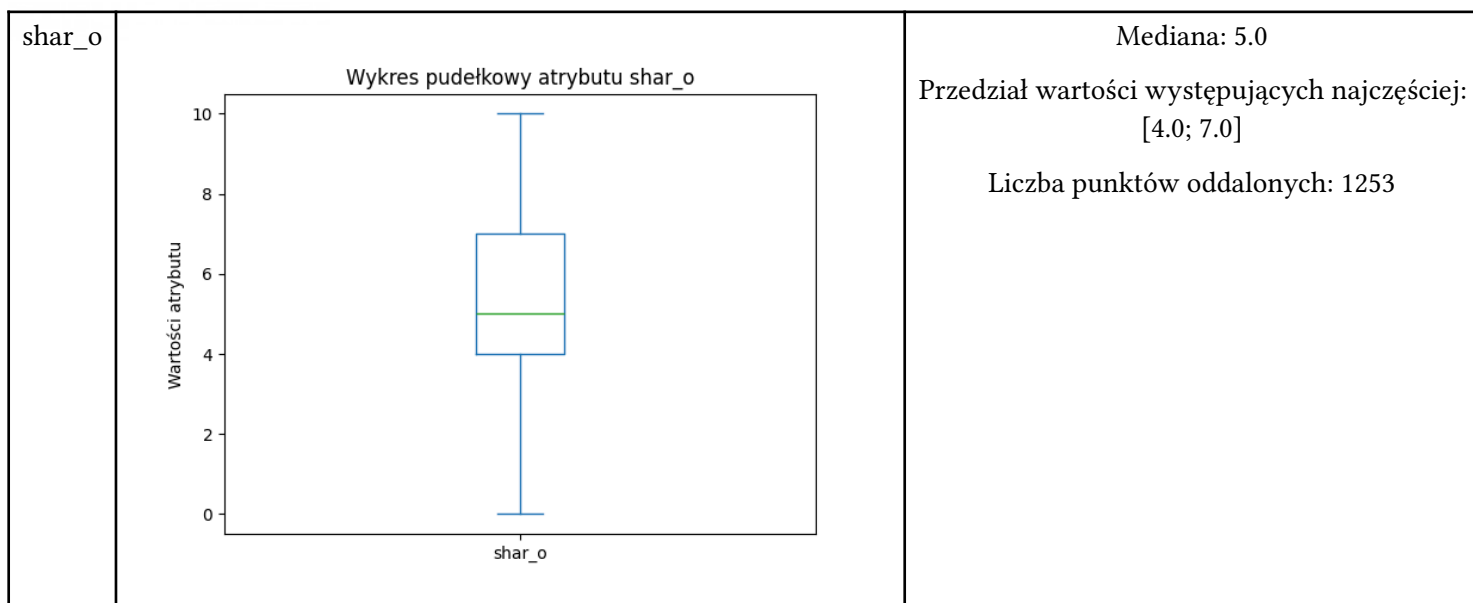 shar_o
Wykres pudełkowy atrybutu shar_o
10
8
6
4
2
0
Wartości atrybutu
shar_o
Mediana: 5.0
Przedział wartości występujących najczęściej:
[4.0; 7.0]
Liczba punktów oddalonych: 1253